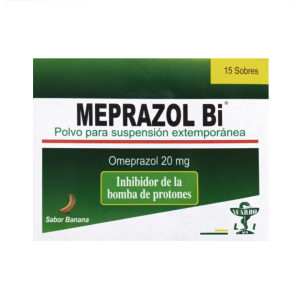 15 Sobres
MEPRAZOL Bi®
Polvo para suspensión extemporánea
Omeprazol 20 mg
Inhibidor de la
bomba de protones
Sabor Banana
L I